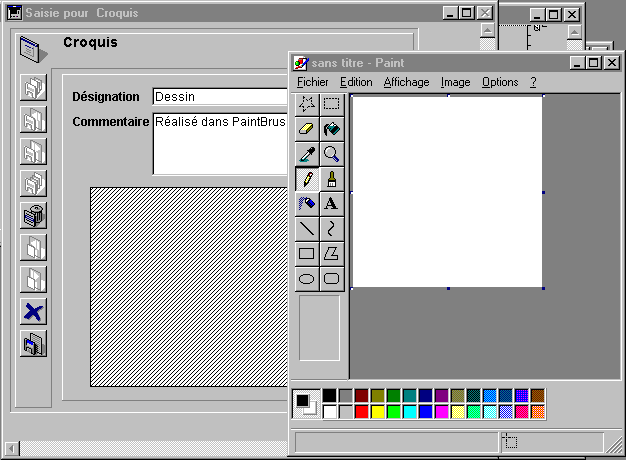 Saisie pour Croquis
Croquis
Désignation
Dessin
Commentaire
Réalisé dans PaintBrus
sans titre - Paint
Fichier Edition Affichage Image Options ?
A